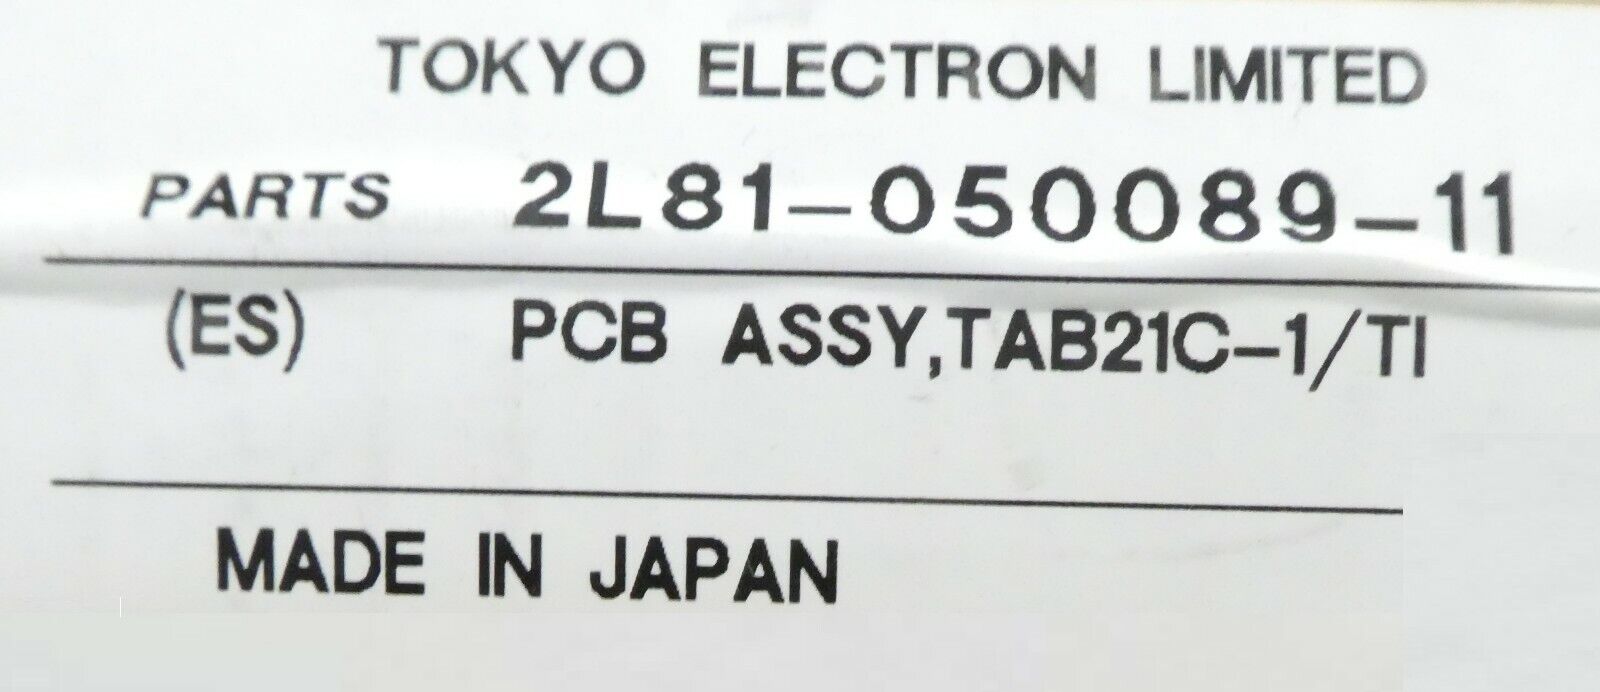 TOKYO ELECTRON LIMITED
PARTS 2L81-050089-11
(ES) PCB ASSY,TAB21C-1/TI
MADE IN JAPAN